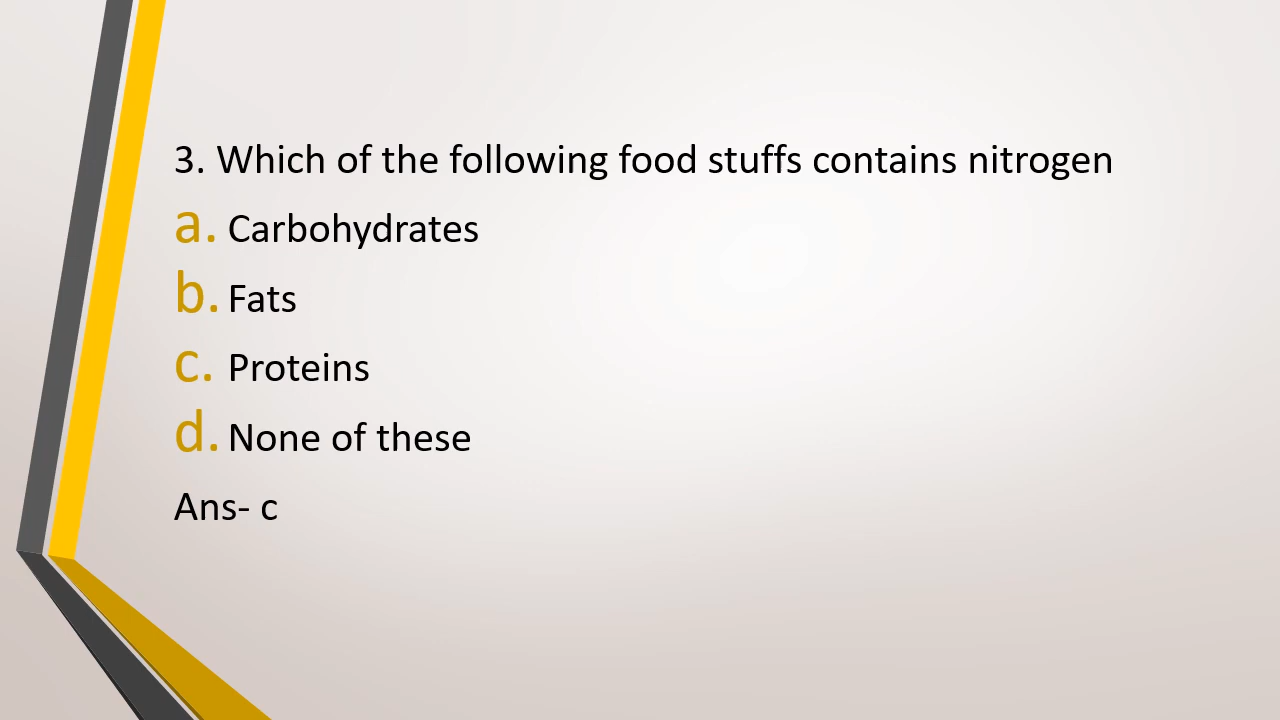 3. Which of the following food stuffs contains nitrogen
a. Carbohydrates
b. Fats
c. Proteins
d. None of these
Ans- c